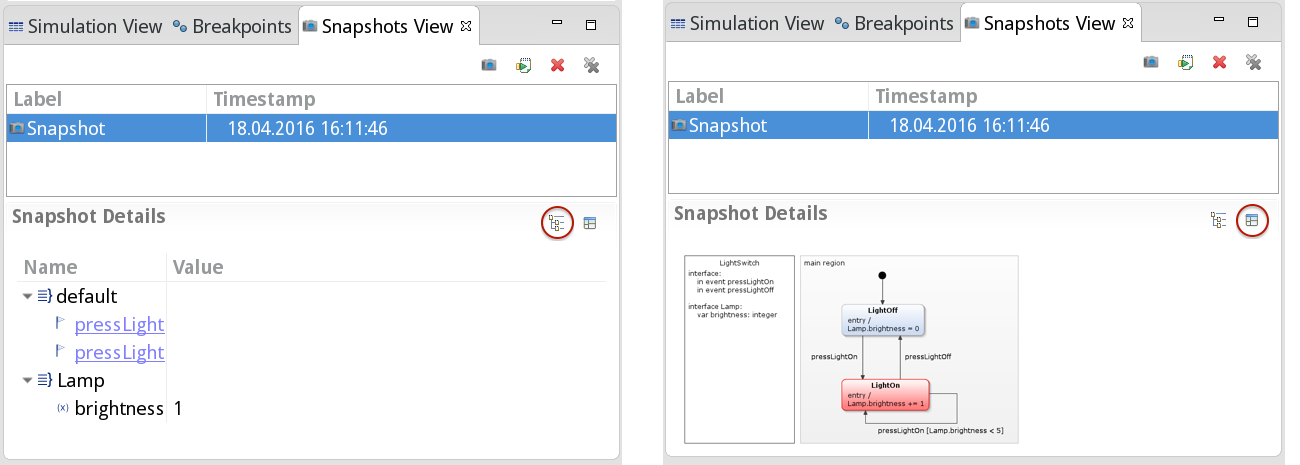 Simulation View Breakpoints Snapshots View
Label Timestamp
Snapshot 18.04.2016 16:11:46
Snapshot Details
Name Value
default
pressLight
pressLight
Lamp
(x) brightness 1
Simulation View Breakpoints Snapshots View
Label Timestamp
Snapshot 18.04.2016 16:11:46
Snapshot Details
LightSwitch
interface:
in event pressLightOn
in event pressLightOff
interface Lamp:
var brightness: integer
main region
LightOff
entry /
Lamp.brightness = 0
pressLightOn
pressLightOff
LightOn
entry /
Lamp.brightness += 1
pressLightOn [Lamp.brightness < 5]